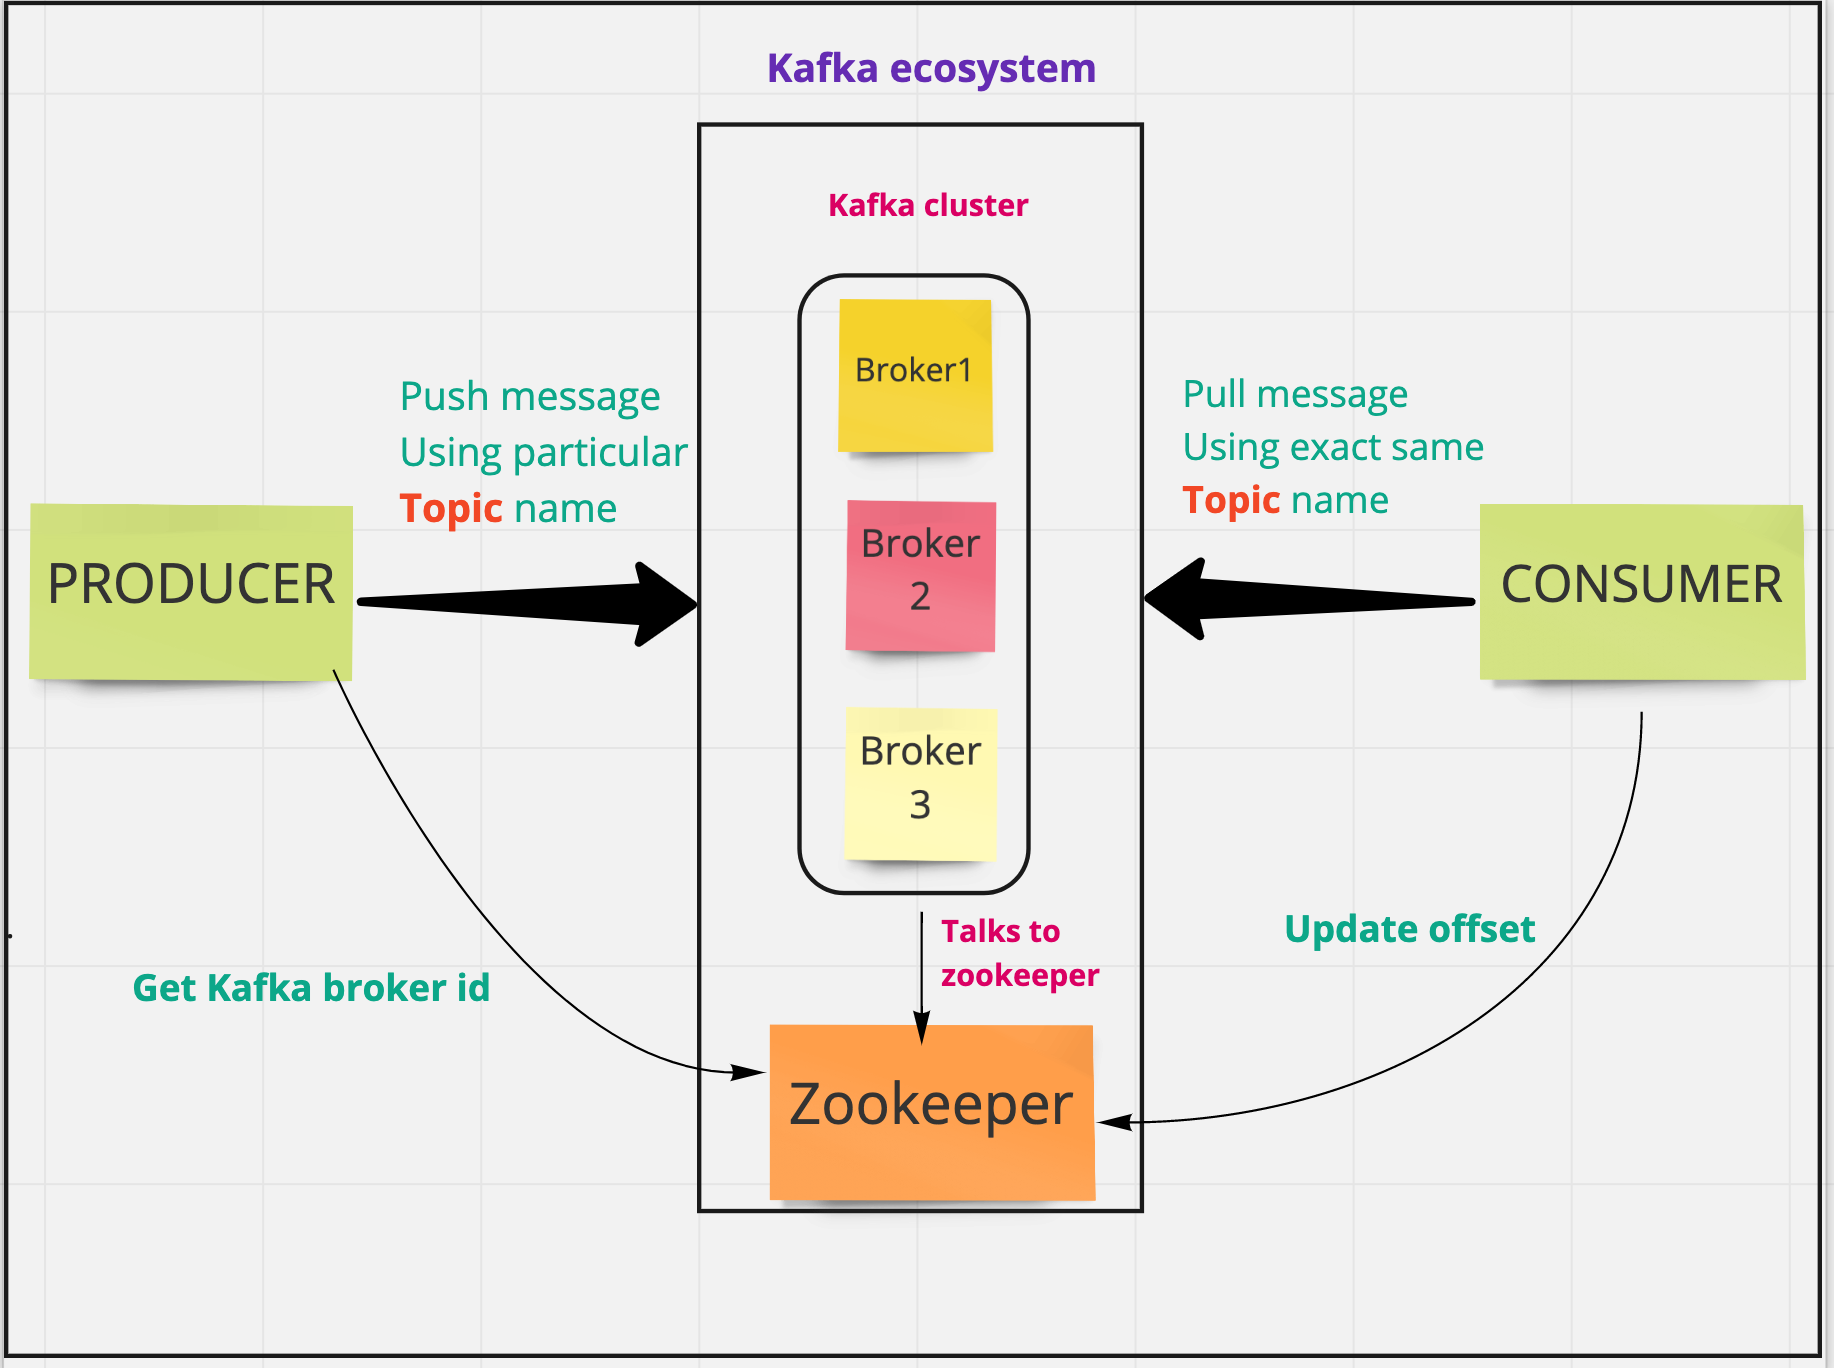 Kafka ecosystem
Kafka cluster
Broker1
Push message
Using particular
Topic name
Pull message
Using exact same
Topic name
PRODUCER
Broker
2
CONSUMER
Broker
3
Talks to
zookeeper
Update offset
Get Kafka broker id
Zookeeper